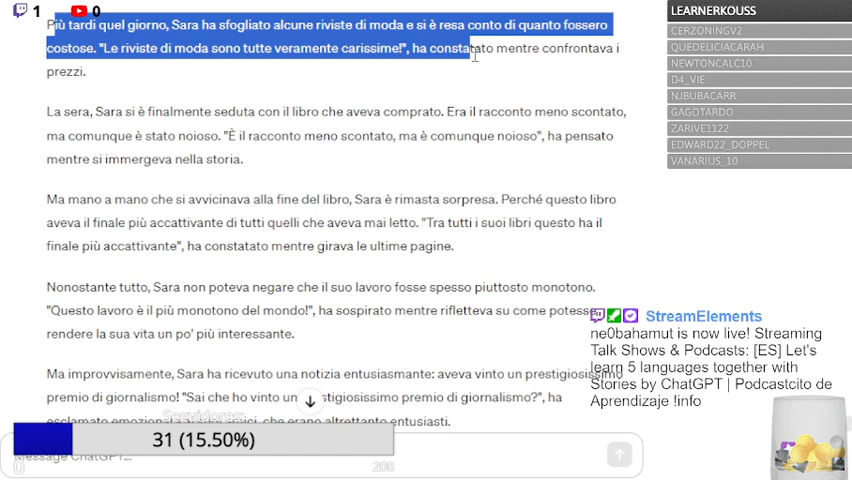 1
0
Più tardi quel giorno, Sara ha sfogliato alcune riviste di moda e si è resa conto di quanto fossero
costose. "Le riviste di moda sono tutte veramente carissime!", ha constatato mentre confrontava i
prezzi.
La sera, Sara si è finalmente seduta con il libro che aveva comprato. Era il racconto meno scontato,
ma comunque è stato noioso. "È il racconto meno scontato, ma è comunque noioso", ha pensato
mentre si immergeva nella storia.
Ma mano a mano che si avvicinava alla fine del libro, Sara è rimasta sorpresa. Perché questo libro
aveva il finale più accattivante di tutti quelli che aveva mai letto. "Tra tutti i suoi libri questo ha il
finale più accattivante", ha constatato mentre girava le ultime pagine.
Nonostante tutto, Sara non poteva negare che il suo lavoro fosse spesso piuttosto monotono.
"Questo lavoro è il più monotono del mondo!", ha sospirato mentre rifletteva su come potesse
rendere la sua vita un po' più interessante.
Ma improvvisamente, Sara ha ricevuto una notizia entusiasmante: aveva vinto un prestigiosissimo
premio di giornalismo! "Sai che ho vinto un prestigiosissimo premio di giornalismo?", ha
esclamato emozionata ai suoi amici, che erano altrettanto entusiasti.
Seguidores:
31 (15.50%)
0
200
Message ChatGPT...
LEARNERKOUSS
CERZONINGV2
QUEDELICIACARAH
NEWTONCALC10
D4_VIE
NJBUBACARR
GAGOTARDO
ZARIVE1122
EDWARD22_DOPPEL
VANARIUS_10
StreamElements
ne0bahamut is now live! Streaming
Talk Shows & Podcasts: [ES] Let's
learn 5 languages together with
Stories by ChatGPT | Podcastcito de
Aprendizaje !info